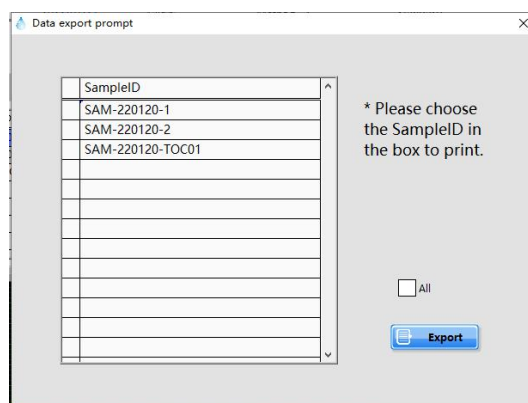 Data export prompt
SampleID
SAM-220120-1
SAM-220120-2
SAM-220120-TOC01
* Please choose
the SampleID in
the box to print.
All
Export